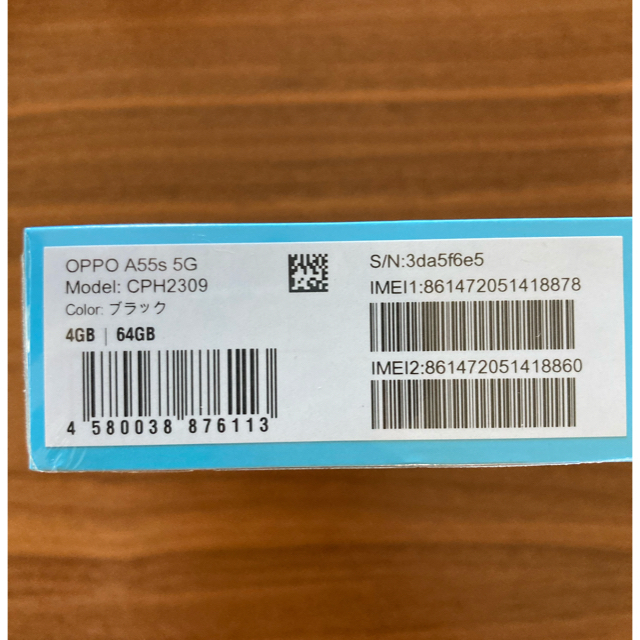 OPPO A55s 5G
Model: CPH2309
Color: ブラック
4GB | 64GB
4 580038 876113
S/N:3da5f6e5
IMEI1:861472051418878
IMEI2:861472051418860